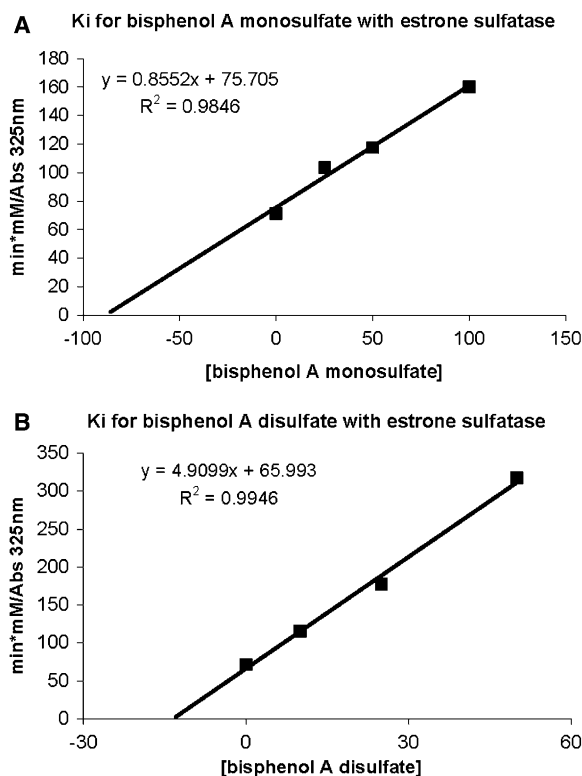 A
Ki for bisphenol A monosulfate with estrone sulfatase
y = 0.8552x + 75.705
R² = 0.9846
min*mM/Abs 325nm
180
160
140
120
100
80
60
40
20
0
-100 -50 0 50 100 150
[bisphenol A monosulfate]
B
Ki for bisphenol A disulfate with estrone sulfatase
y = 4.9099x + 65.993
R² = 0.9946
min*mM/Abs 325nm
350
300
250
200
150
100
50
0
-30 0 30 60
[bisphenol A disulfate]